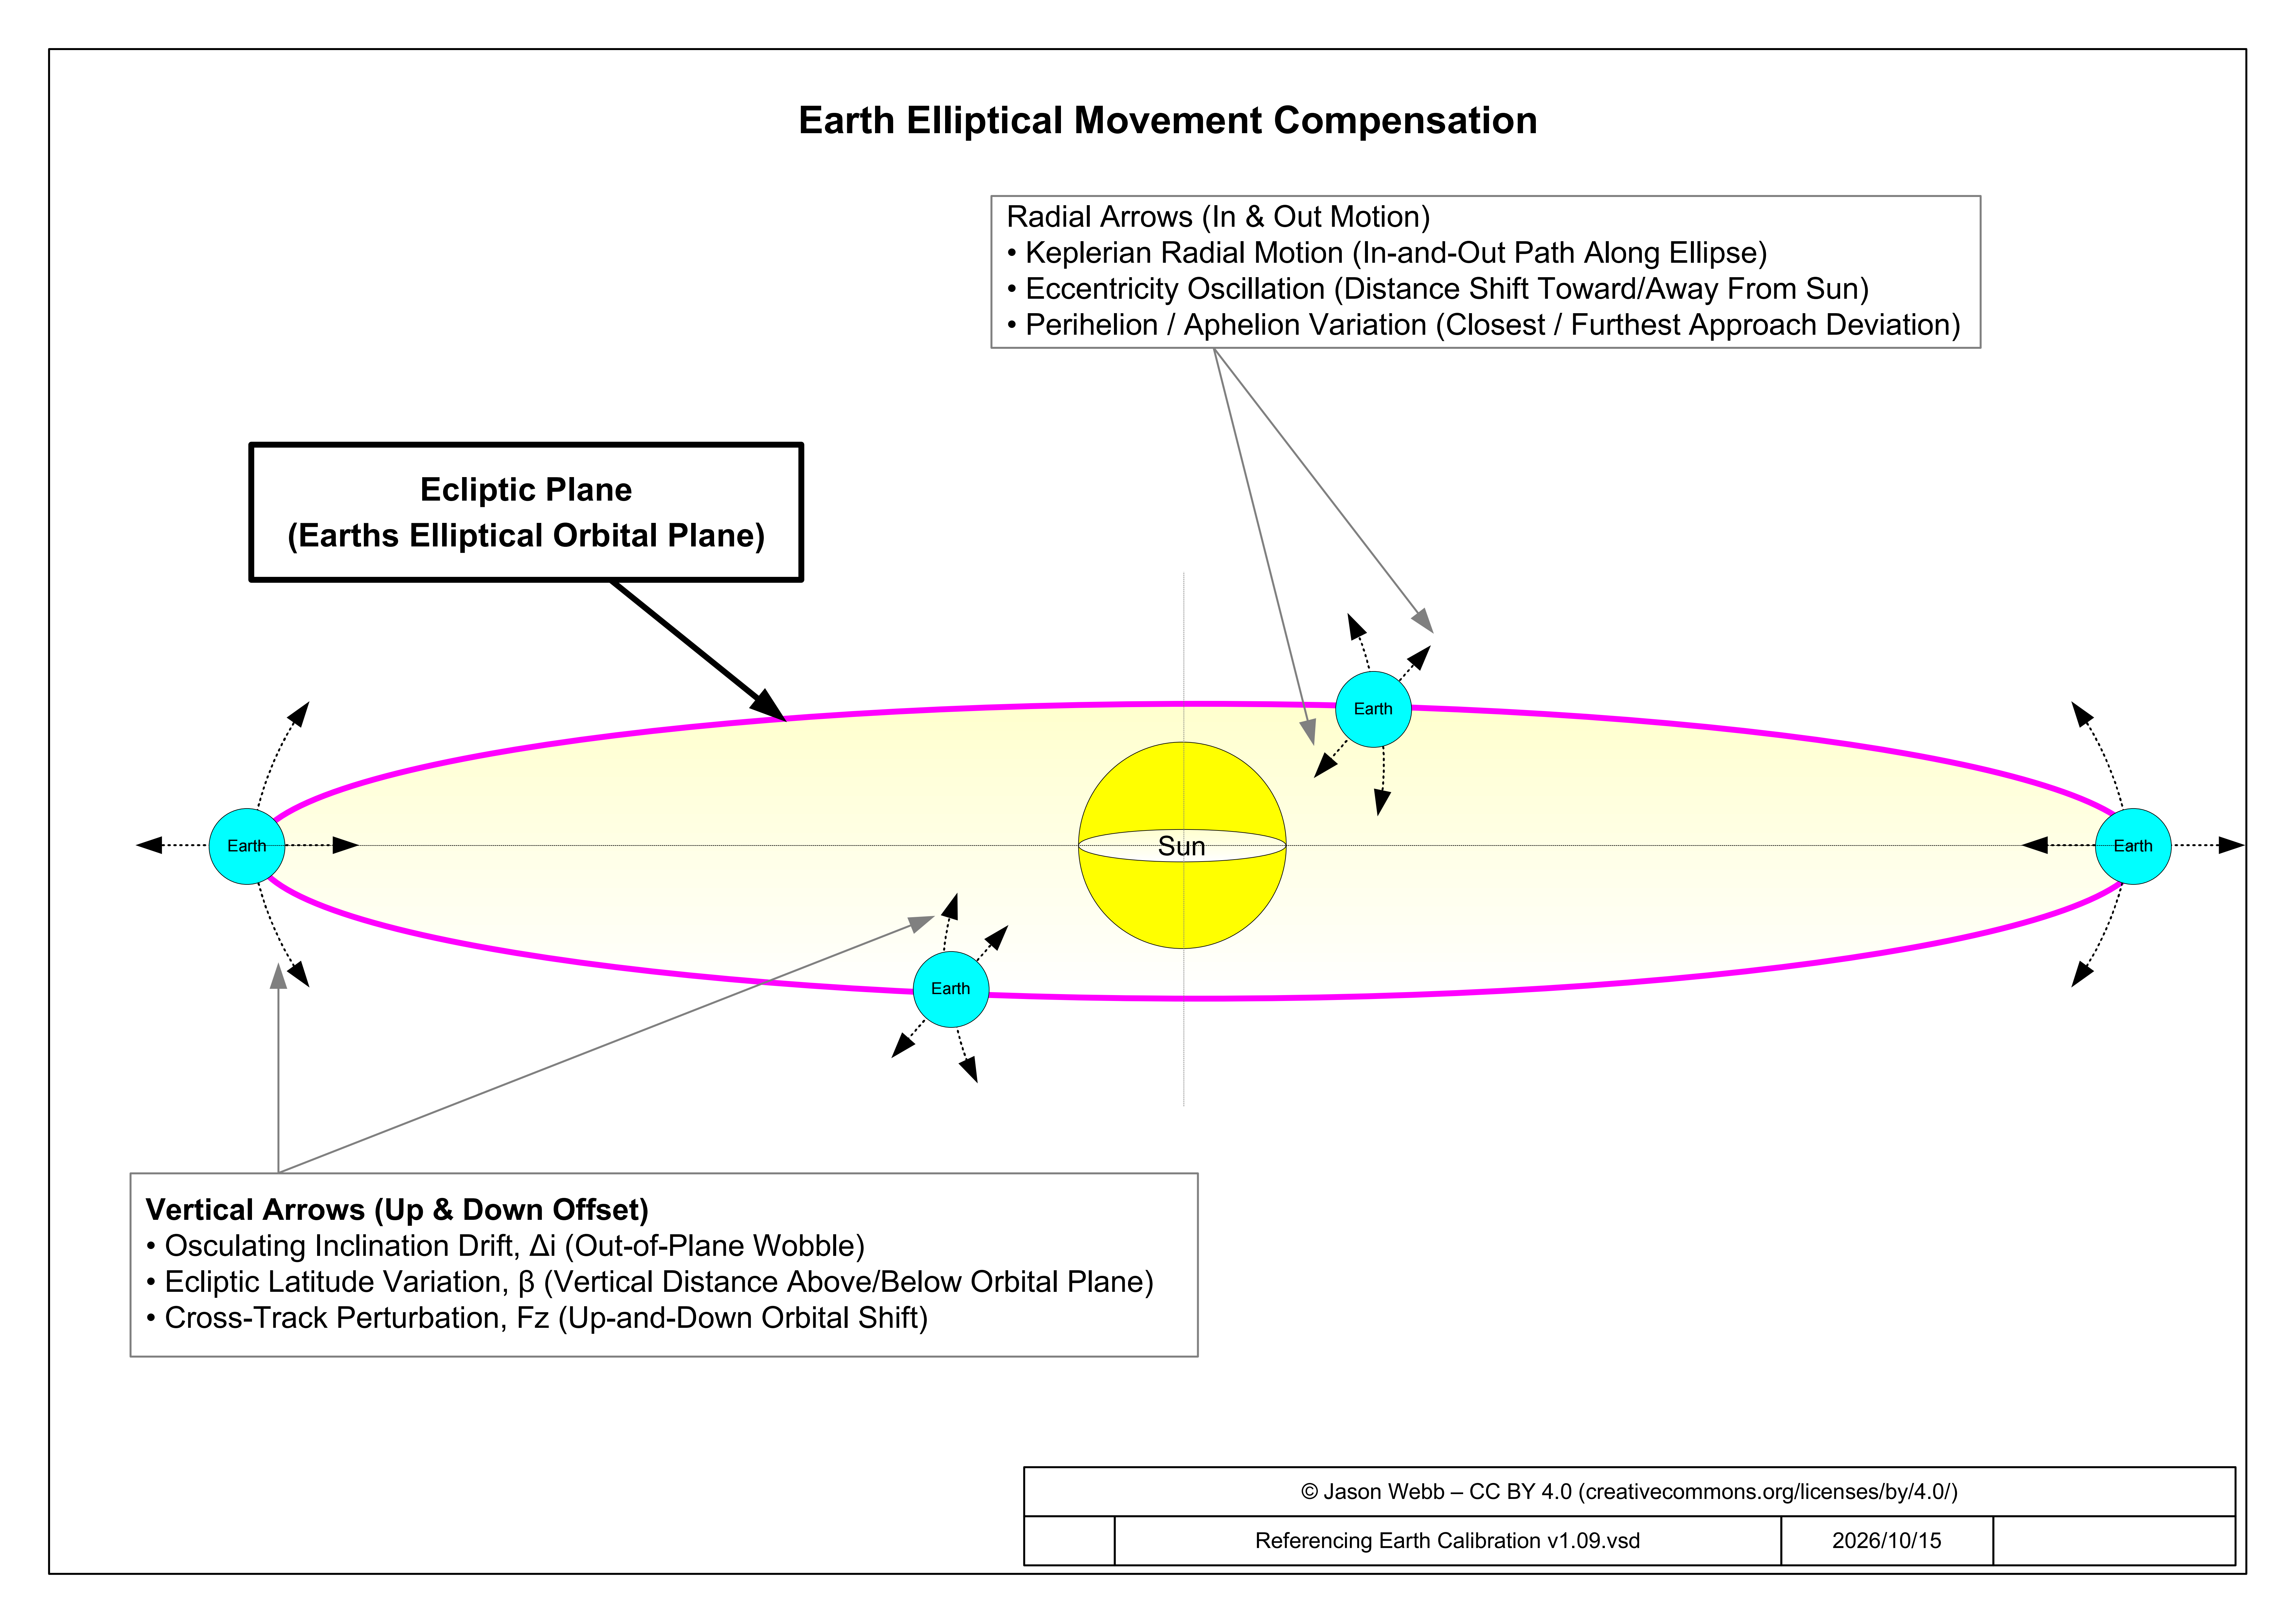 Earth Elliptical Movement Compensation
Radial Arrows (In & Out Motion)
• Keplerian Radial Motion (In-and-Out Path Along Ellipse)
• Eccentricity Oscillation (Distance Shift Toward/Away From Sun)
• Perihelion / Aphelion Variation (Closest / Furthest Approach Deviation)
Ecliptic Plane
(Earths Elliptical Orbital Plane)
Earth
Earth
Sun
Earth
Earth
Vertical Arrows (Up & Down Offset)
• Osculating Inclination Drift, Δi (Out-of-Plane Wobble)
• Ecliptic Latitude Variation, β (Vertical Distance Above/Below Orbital Plane)
• Cross-Track Perturbation, Fz (Up-and-Down Orbital Shift)
© Jason Webb – CC BY 4.0 (creativecommons.org/licenses/by/4.0/)
Referencing Earth Calibration v1.09.vsd
2026/10/15